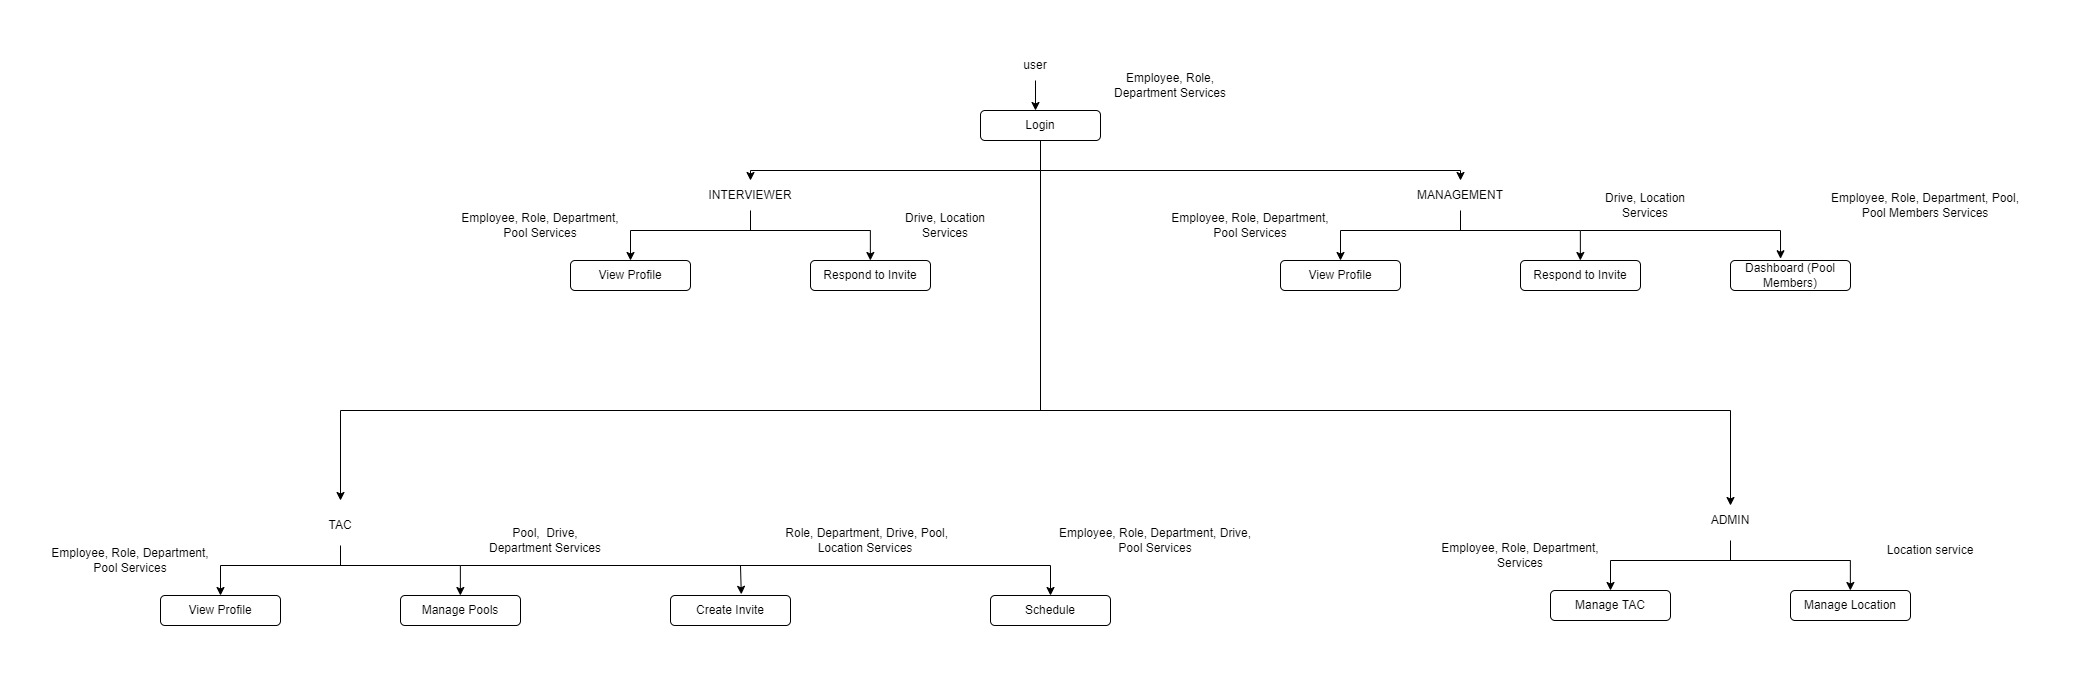 user
Employee, Role,
Department Services
Login
INTERVIEWER
Employee, Role, Department,
Pool Services
Drive, Location
Services
View Profile
Respond to Invite
MANAGEMENT
Employee, Role, Department,
Pool Services
Drive, Location
Services
Employee, Role, Department, Pool,
Pool Members Services
View Profile
Respond to Invite
Dashboard (Pool
Members)
TAC
Employee, Role, Department,
Pool Services
Pool,  Drive,
Department Services
Role, Department, Drive, Pool,
Location Services
Employee, Role, Department, Drive,
Pool Services
View Profile
Manage Pools
Create Invite
Schedule
ADMIN
Employee, Role, Department,
Services
Location service
Manage TAC
Manage Location